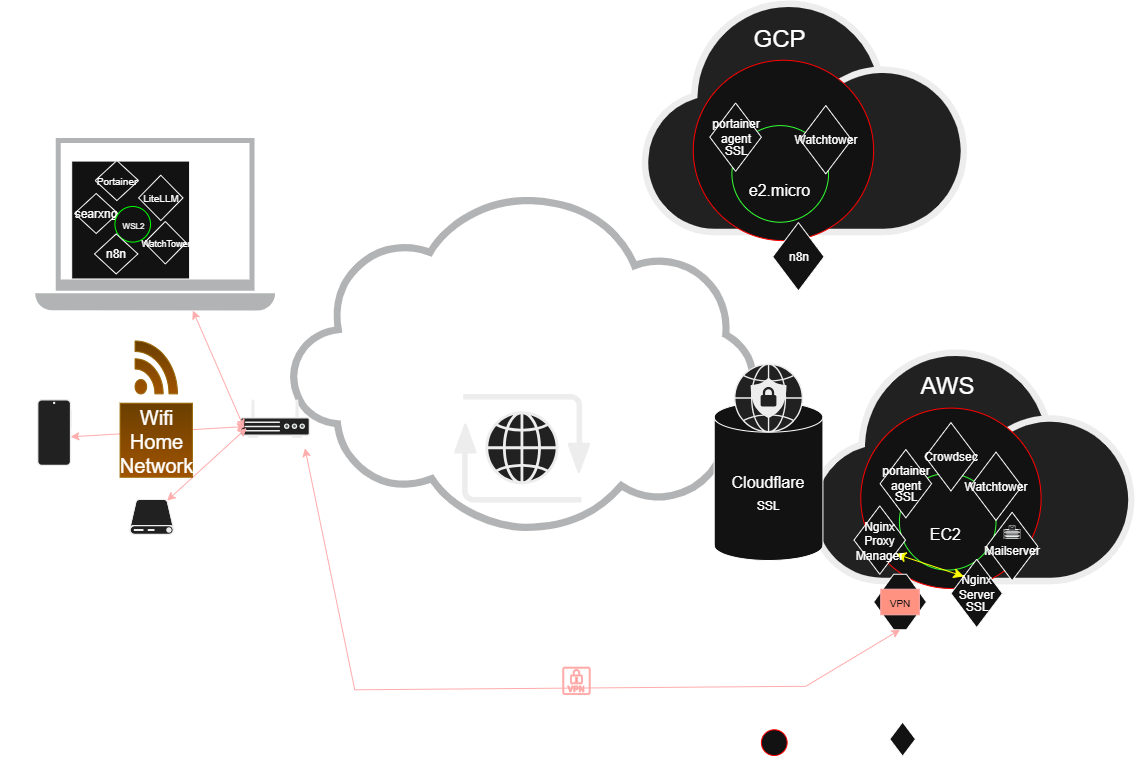 GCP
portainer
agent
SSL
Watchtower
e2.micro
n8n
Portainer
LiteLLM
searxng
WSL2
WatchTower
n8n
Wifi
Home
Network
Cloudflare
SSL
AWS
Crowdsec
portainer
agent
SSL
Watchtower
EC2
Nginx
Proxy
Manager
Mailserver
Nginx
Server
SSL
VPN
VPN